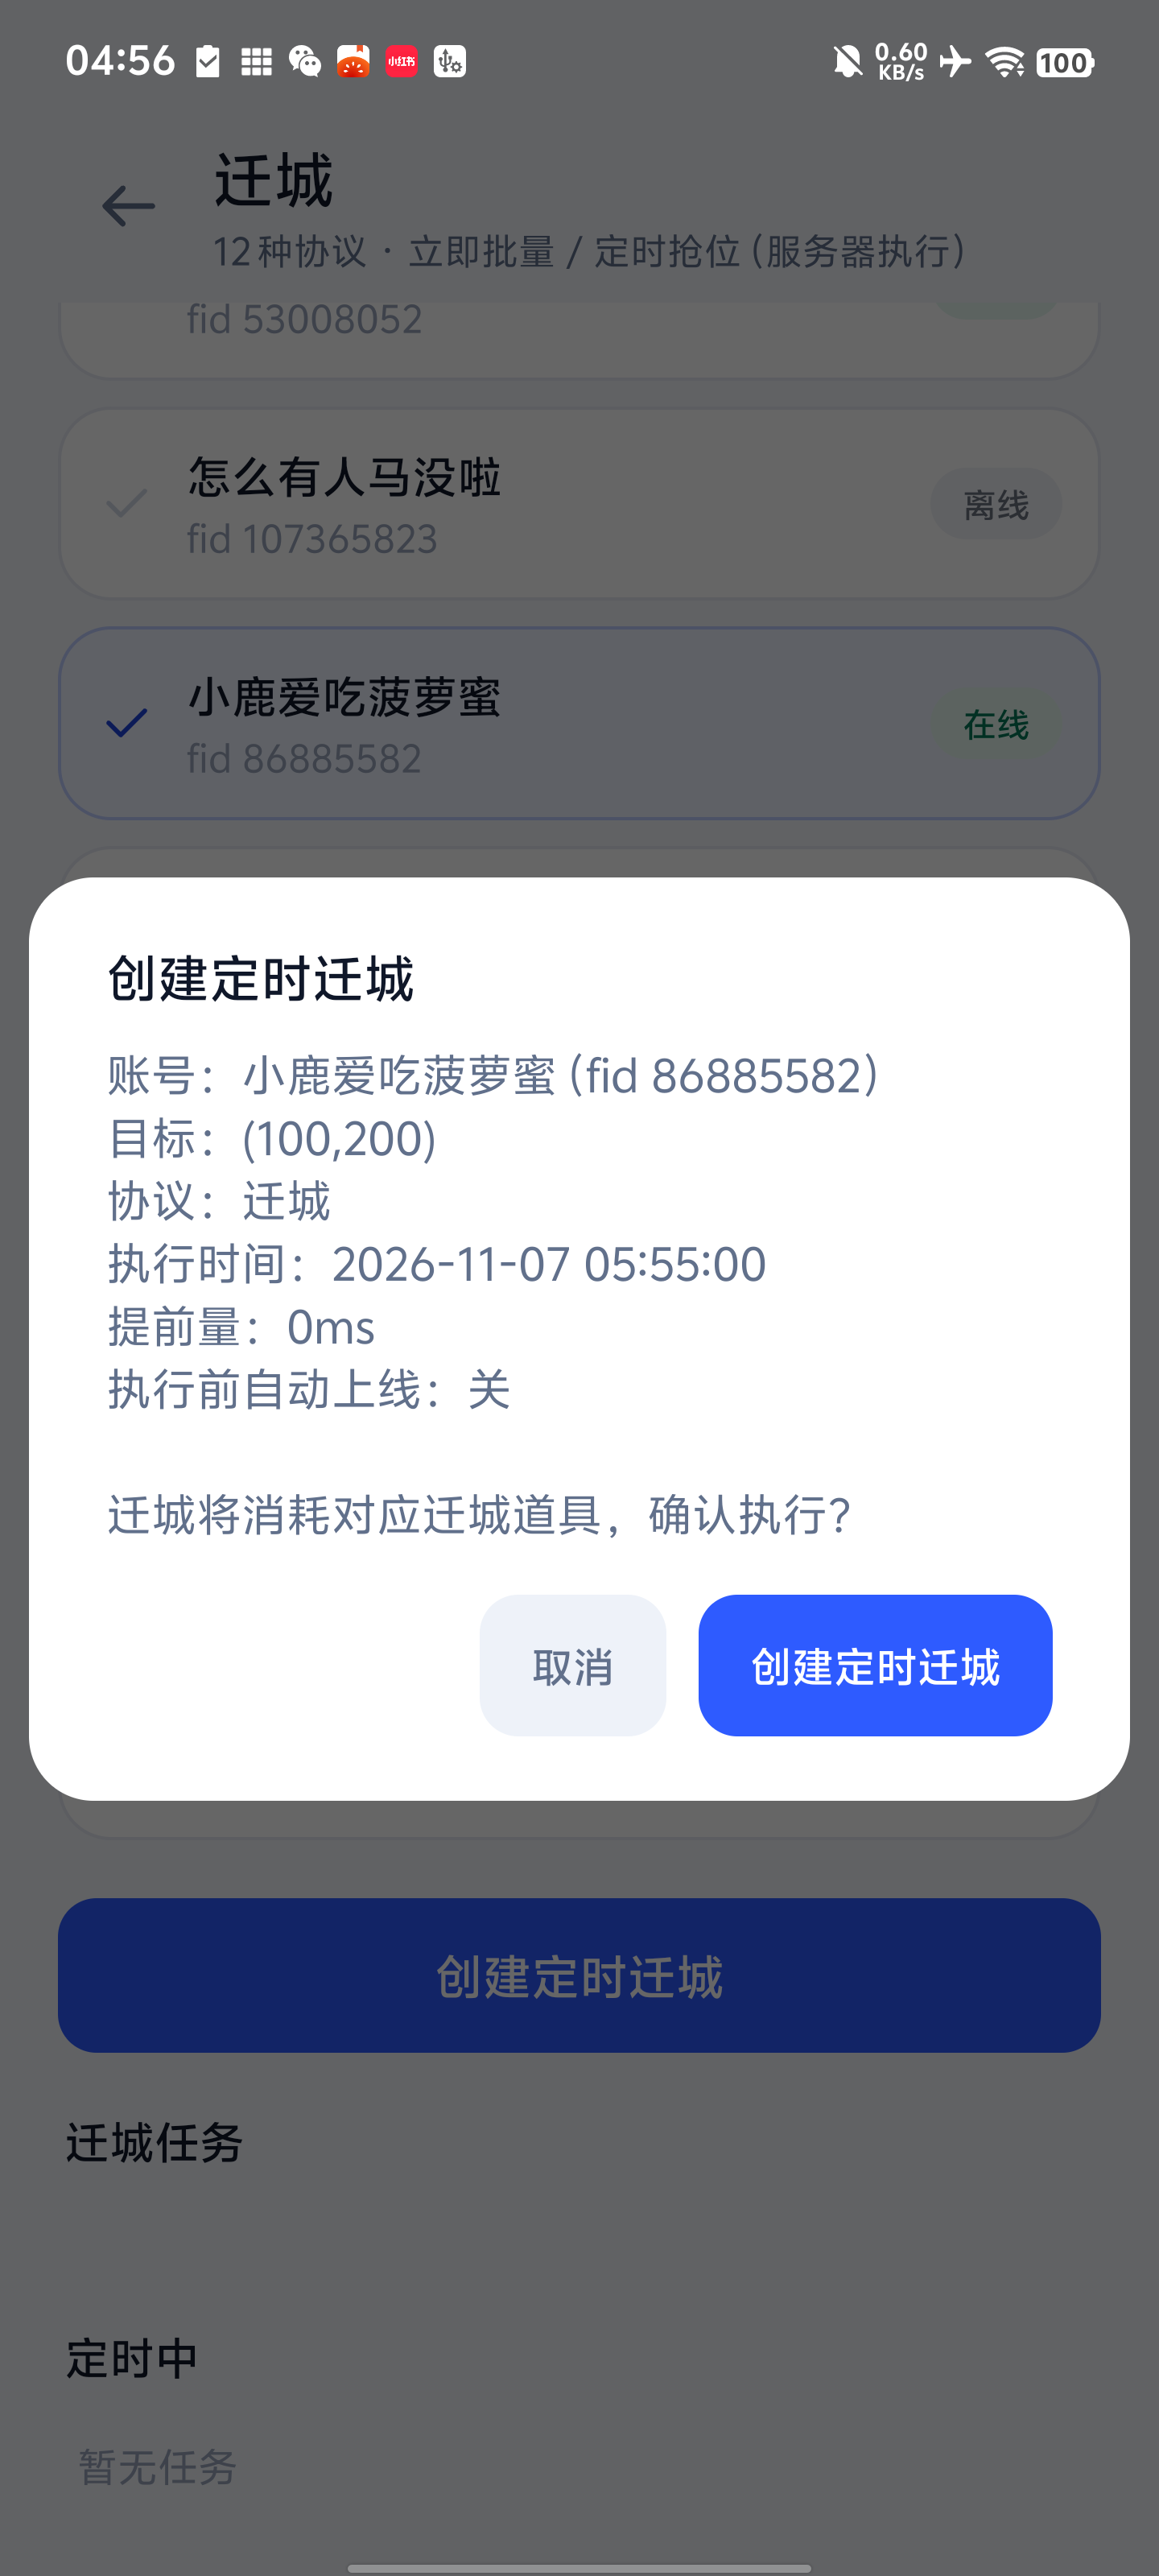 04:56
小红书
0.60
KB/s
100
迁城
12种协议 · 立即批量 / 定时抢位（服务器执行）
fid 53008052
怎么有人马没啦
离线
fid 107365823
小鹿爱吃菠萝蜜
在线
fid 86885582
创建定时迁城
账号：小鹿爱吃菠萝蜜（fid 86885582）
目标：(100,200)
协议：迁城
执行时间：2026-11-07 05:55:00
提前量：0ms
执行前自动上线：关
迁城将消耗对应迁城道具，确认执行？
取消
创建定时迁城
创建定时迁城
迁城任务
定时中
暂无任务